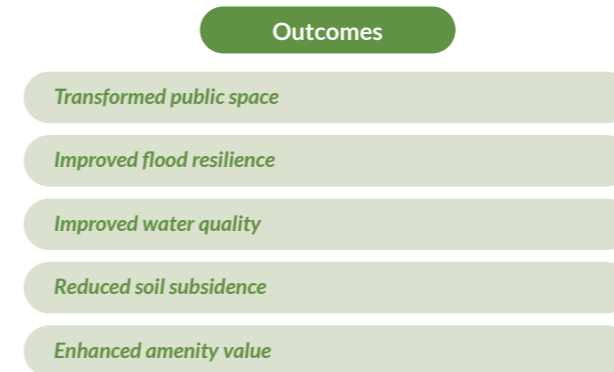 Outcomes
Transformed public space
Improved flood resilience
Improved water quality
Reduced soil subsidence
Enhanced amenity value